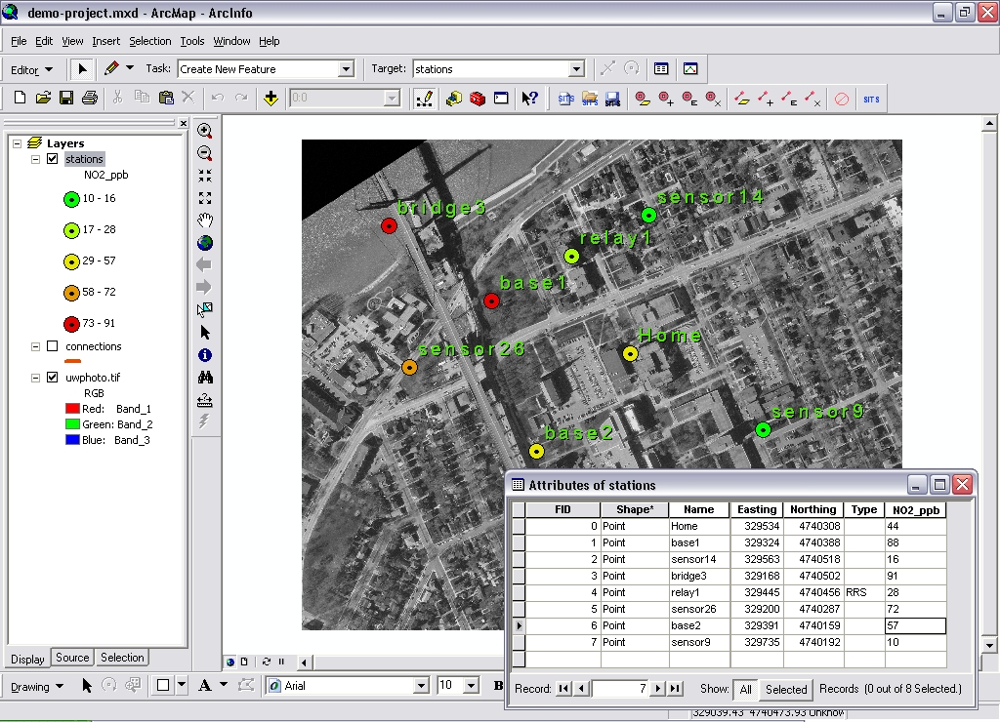 demo-project.mxd - ArcMap - ArcInfo
File Edit View Insert Selection Tools Window Help
Editor Task: Create New Feature Target: stations
0:0 SITS
Layers
stations
NO2_ppb
10 - 16
17 - 28
29 - 57
58 - 72
73 - 91
connections
uwphoto.tif
RGB
Red: Band_1
Green: Band_2
Blue: Band_3
bridge3
sensor14
relay1
base1
Home
sensor26
sensor9
base2
Attributes of stations
FID Shape* Name Easting Northing Type NO2_ppb
0 Point Home 329534 4740308 44
1 Point base1 329324 4740388 88
2 Point sensor14 329563 4740518 16
3 Point bridge3 329168 4740502 91
4 Point relay1 329445 4740456 RRS 28
5 Point sensor26 329200 4740287 72
6 Point base2 329391 4740159 57
7 Point sensor9 329735 4740192 10
Record: 7 Show: All Selected Records (0 out of 8 Selected.)
Display Source Selection
Drawing A Arial 10 B
329039.43 4740473.93 Unknow